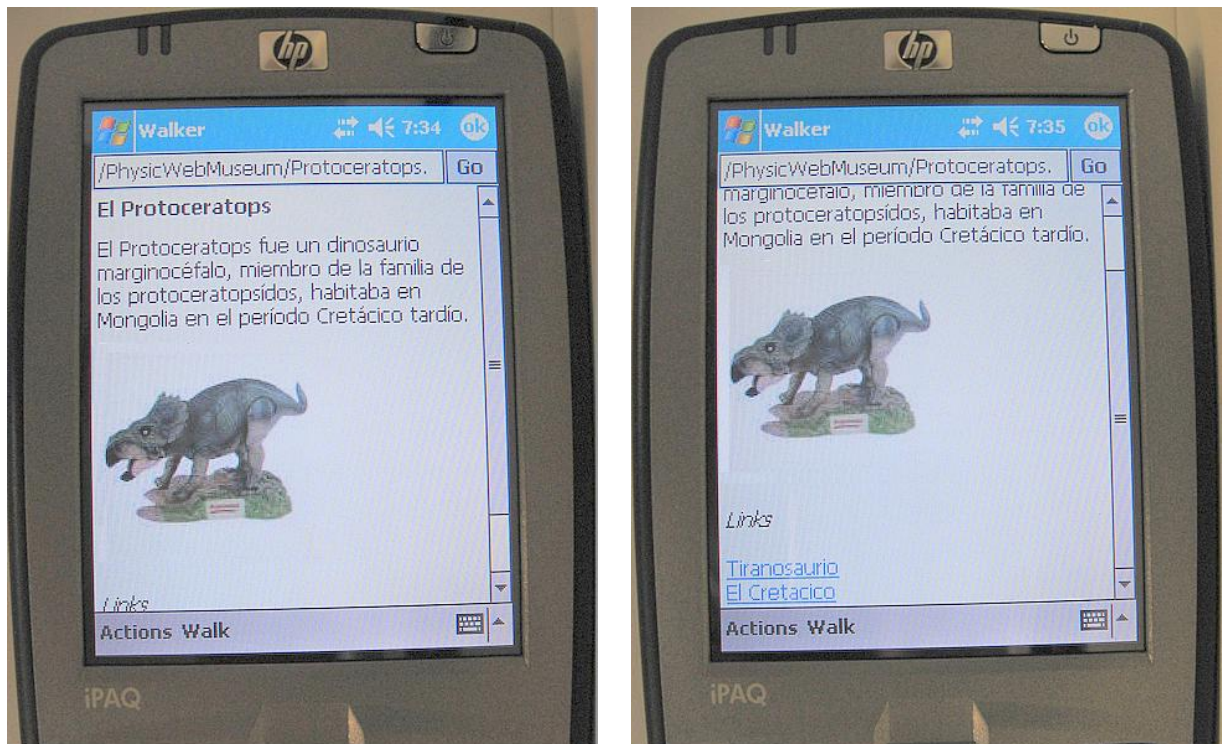 hp
Walker 7:34 ok
/PhysicWebMuseum/Protoceratops. Go
El Protoceratops
El Protoceratops fue un dinosaurio
marginocéfalo, miembro de la familia de
los protoceratopsídos, habitaba en
Mongolia en el período Cretácico tardío.
Links
Actions Walk
iPAQ
hp
Walker 7:35 ok
/PhysicWebMuseum/Protoceratops. Go
marginocéfalo, miembro de la familia de
los protoceratopsídos, habitaba en
Mongolia en el período Cretácico tardío.
Links
Tiranosaurio
El Cretacico
Actions Walk
iPAQ